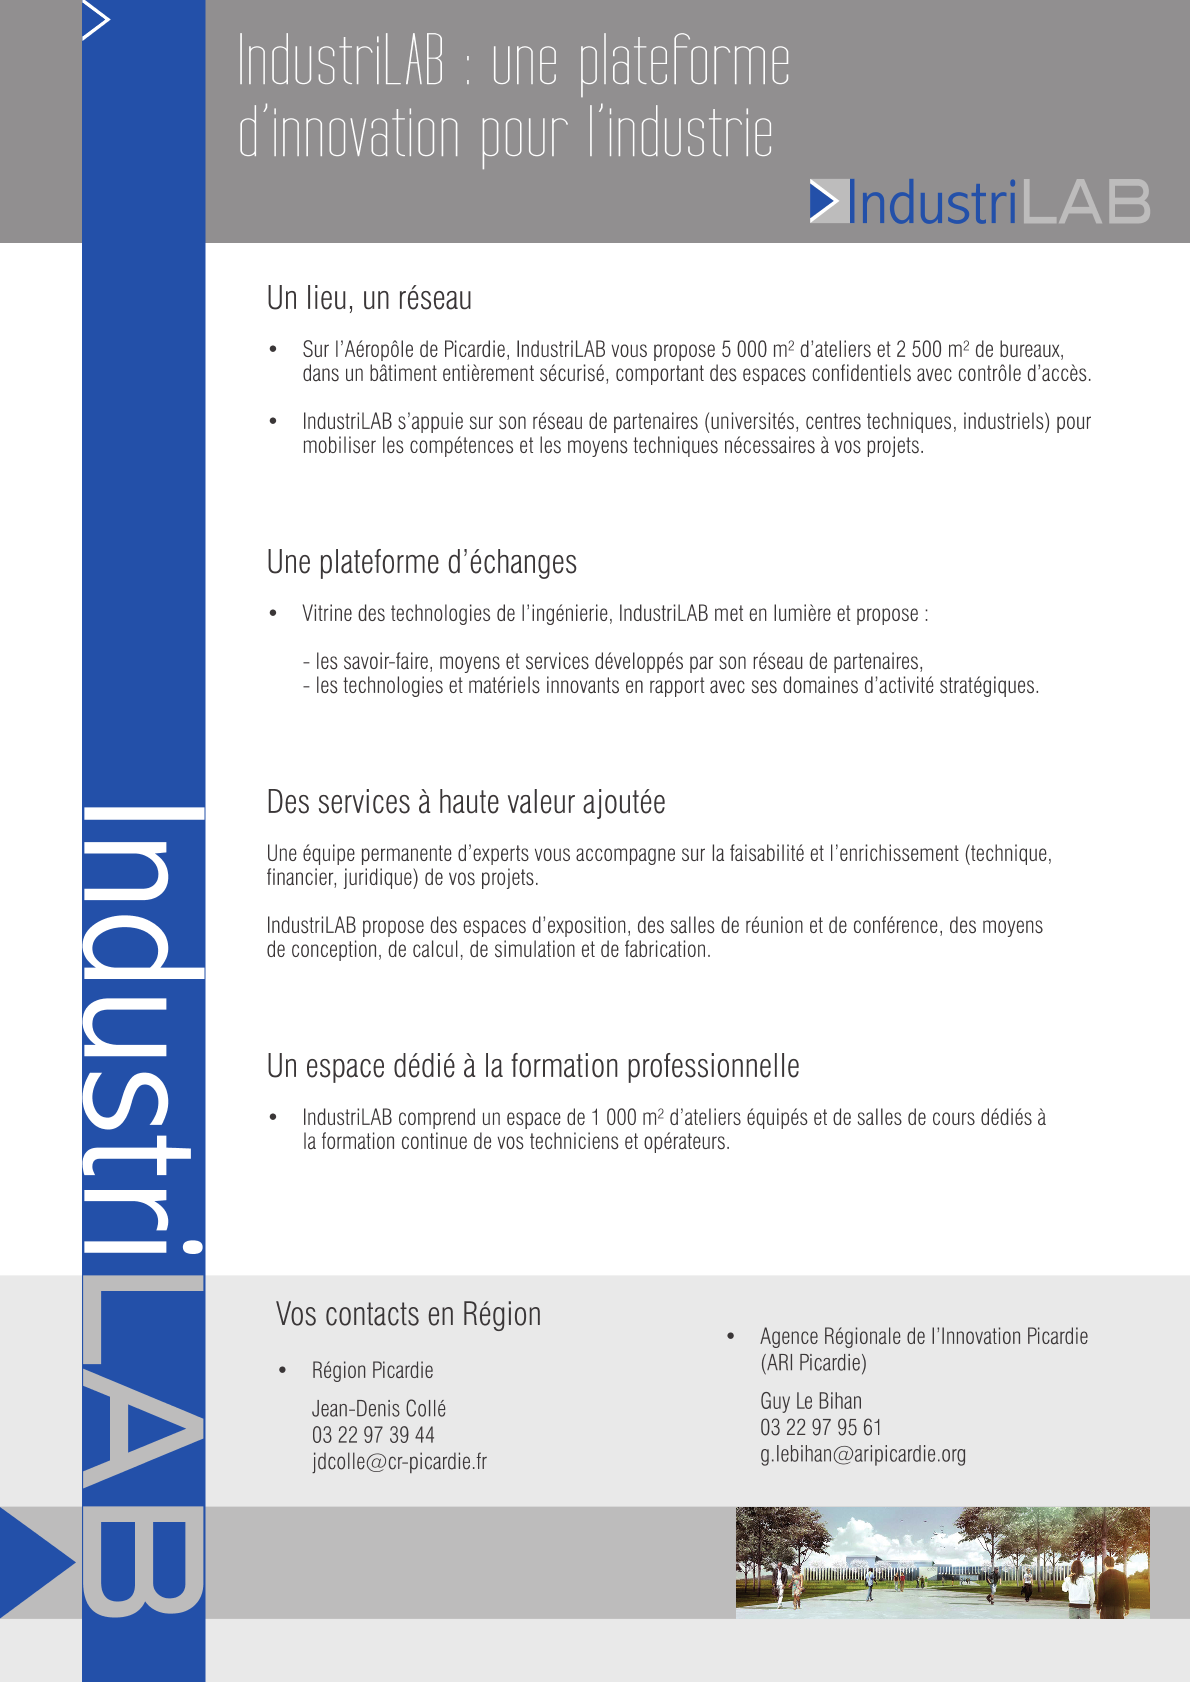 IndustriLAB : une plateforme
d'innovation pour l'industrie
IndustriLAB
Un lieu, un réseau
• Sur l'Aéropôle de Picardie, IndustriLAB vous propose 5 000 m² d'ateliers et 2 500 m² de bureaux,
dans un bâtiment entièrement sécurisé, comportant des espaces confidentiels avec contrôle d'accès.
• IndustriLAB s'appuie sur son réseau de partenaires (universités, centres techniques, industriels) pour
mobiliser les compétences et les moyens techniques nécessaires à vos projets.
Une plateforme d'échanges
• Vitrine des technologies de l'ingénierie, IndustriLAB met en lumière et propose :
- les savoir-faire, moyens et services développés par son réseau de partenaires,
- les technologies et matériels innovants en rapport avec ses domaines d'activité stratégiques.
Des services à haute valeur ajoutée
Une équipe permanente d'experts vous accompagne sur la faisabilité et l'enrichissement (technique,
financier, juridique) de vos projets.
IndustriLAB propose des espaces d'exposition, des salles de réunion et de conférence, des moyens
de conception, de calcul, de simulation et de fabrication.
Un espace dédié à la formation professionnelle
• IndustriLAB comprend un espace de 1 000 m² d'ateliers équipés et de salles de cours dédiés à
la formation continue de vos techniciens et opérateurs.
IndustriLAB
Vos contacts en Région
• Région Picardie
Jean-Denis Collé
03 22 97 39 44
jdcolle@cr-picardie.fr
• Agence Régionale de l'Innovation Picardie
(ARI Picardie)
Guy Le Bihan
03 22 97 95 61
g.lebihan@aripicardie.org